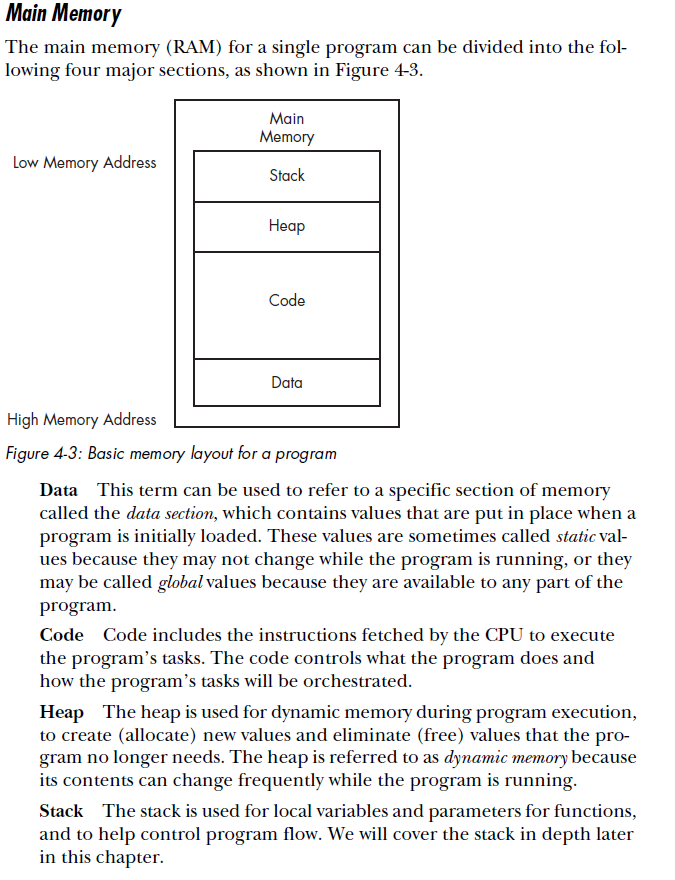 Main Memory
The main memory (RAM) for a single program can be divided into the fol-
lowing four major sections, as shown in Figure 4-3.
Main
Memory
Low Memory Address
Stack
Heap
Code
Data
High Memory Address
Figure 4-3: Basic memory layout for a program
Data This term can be used to refer to a specific section of memory
called the data section, which contains values that are put in place when a
program is initially loaded. These values are sometimes called static val-
ues because they may not change while the program is running, or they
may be called global values because they are available to any part of the
program.
Code Code includes the instructions fetched by the CPU to execute
the program's tasks. The code controls what the program does and
how the program's tasks will be orchestrated.
Heap The heap is used for dynamic memory during program execution,
to create (allocate) new values and eliminate (free) values that the pro-
gram no longer needs. The heap is referred to as dynamic memory because
its contents can change frequently while the program is running.
Stack The stack is used for local variables and parameters for functions,
and to help control program flow. We will cover the stack in depth later
in this chapter.